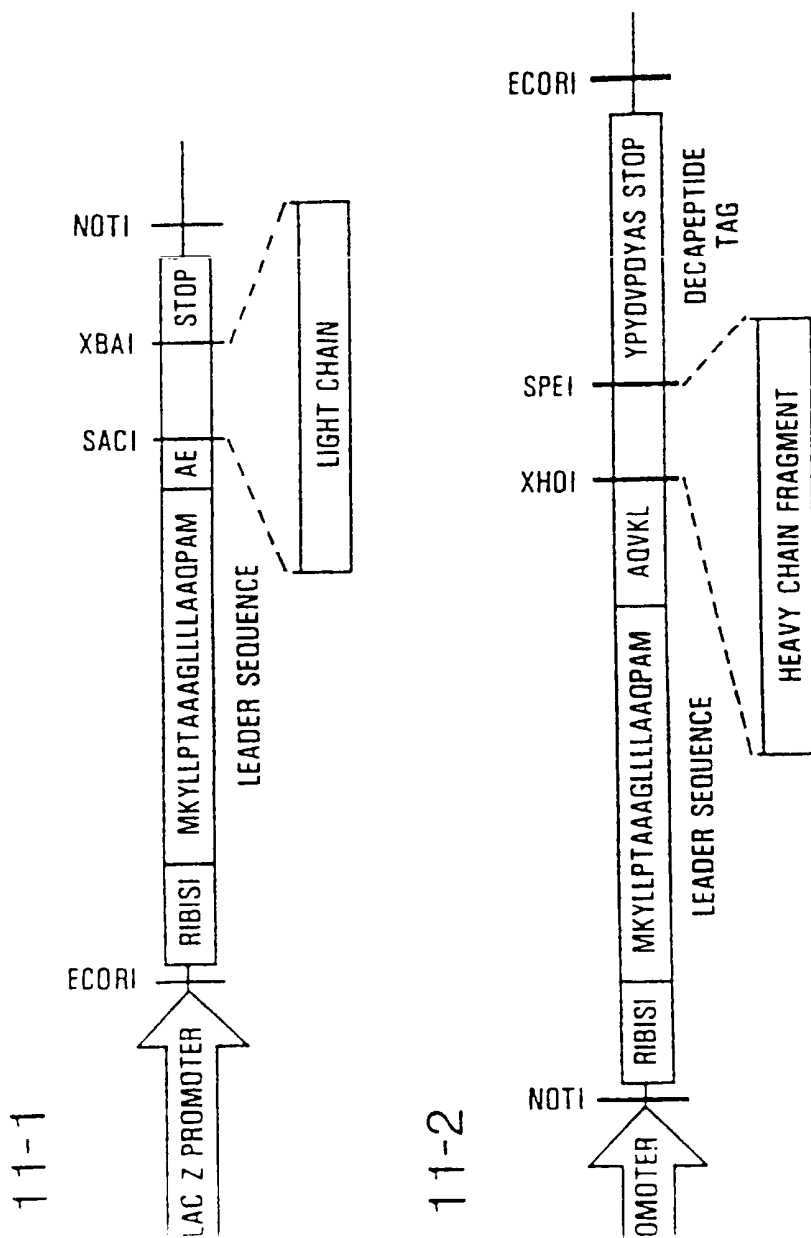 11-1
LAC Z PROMOTER
ECORI
RIBISI
MKYLLPTAAAGLLLLAAQPAM
LEADER SEQUENCE
AE
SACI
XBAI
STOP
NOTI
LIGHT CHAIN
11-2
OMOTER
NOTI
RIBISI
MKYLLPTAAAGLLLLAAQPAM
LEADER SEQUENCE
AQVKL
XHOI
SPEI
YPYDVPDYAS STOP
DECAPEPTIDE
TAG
ECORI
HEAVY CHAIN FRAGMENT